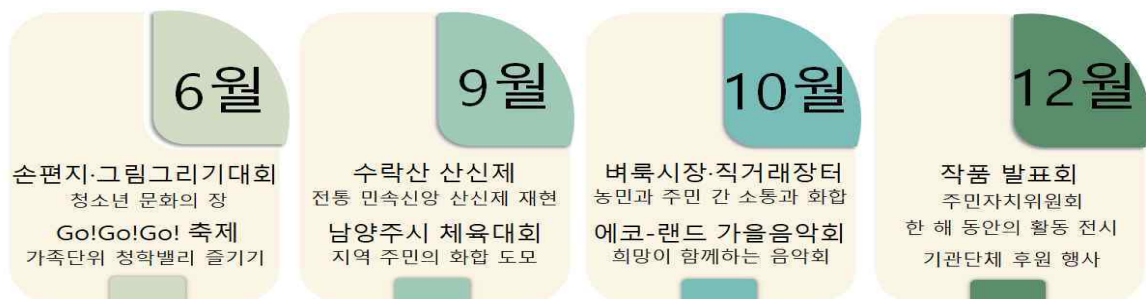 6월
손편지·그림그리기대회
청소년 문화의 장
Go!Go!Go! 축제
가족단위 청학밸리 즐기기
9월
수락산 산신제
전통 민속신앙 산신제 재현
남양주시 체육대회
지역 주민의 화합 도모
10월
벼룩시장·직거래장터
농민과 주민 간 소통과 화합
에코-랜드 가을음악회
희망이 함께하는 음악회
12월
작품 발표회
주민자치위원회
한 해 동안의 활동 전시
기관단체 후원 행사